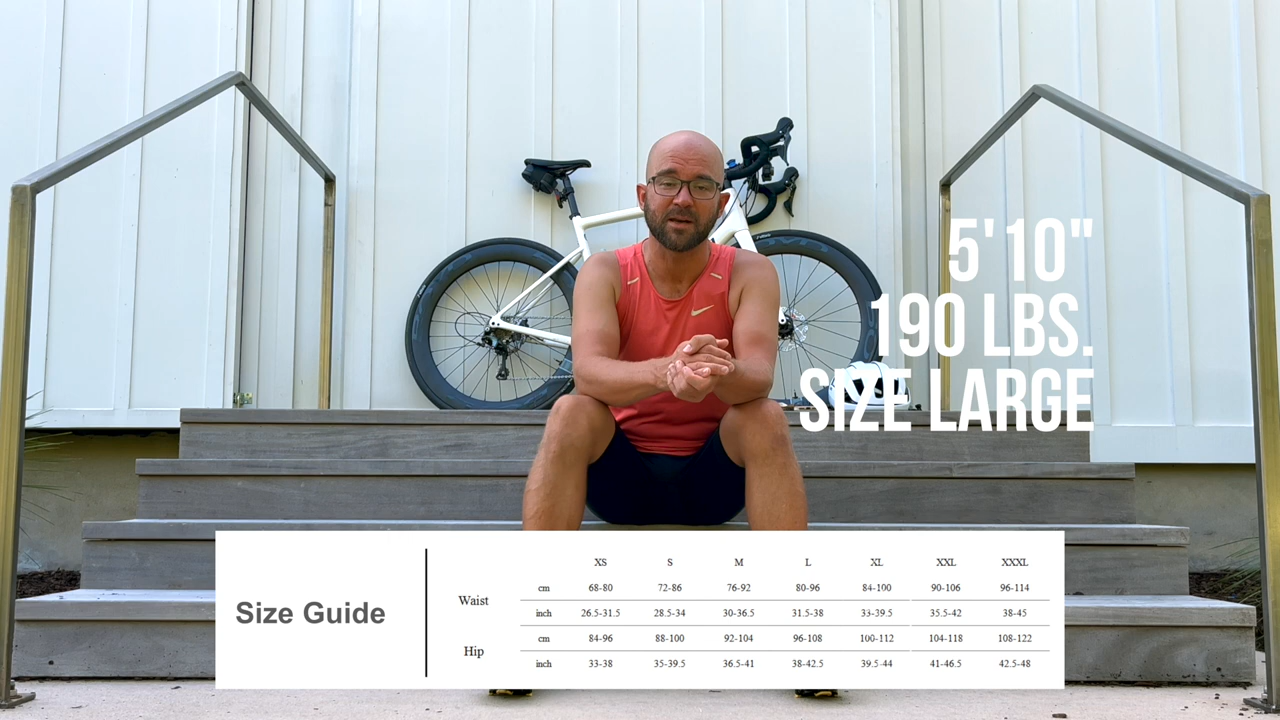 5'10"
190 LBS.
SIZE LARGE
Size Guide
XS S M L XL XXL XXXL
Waist
cm 68-80 72-86 76-92 80-96 84-100 90-106 96-114
inch 26.5-31.5 28.5-34 30-36.5 31.5-38 33-39.5 35.5-42 38-45
Hip
cm 84-96 88-100 92-104 96-108 100-112 104-118 108-122
inch 33-38 35-39.5 36.5-41 38-42.5 39.5-44 41-46.5 42.5-48